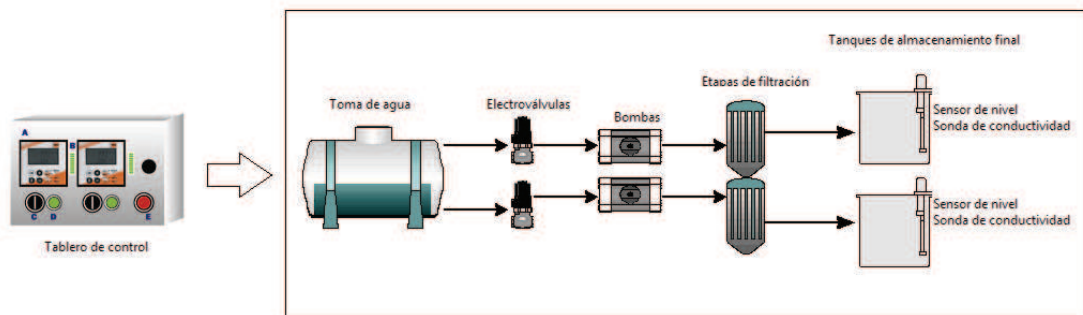 Tanques de almacenamiento final
Etapas de filtración
Toma de agua
Electroválvulas
Bombas
Sensor de nivel
Sonda de conductividad
A
B
C
D
E
Tablero de control
Sensor de nivel
Sonda de conductividad